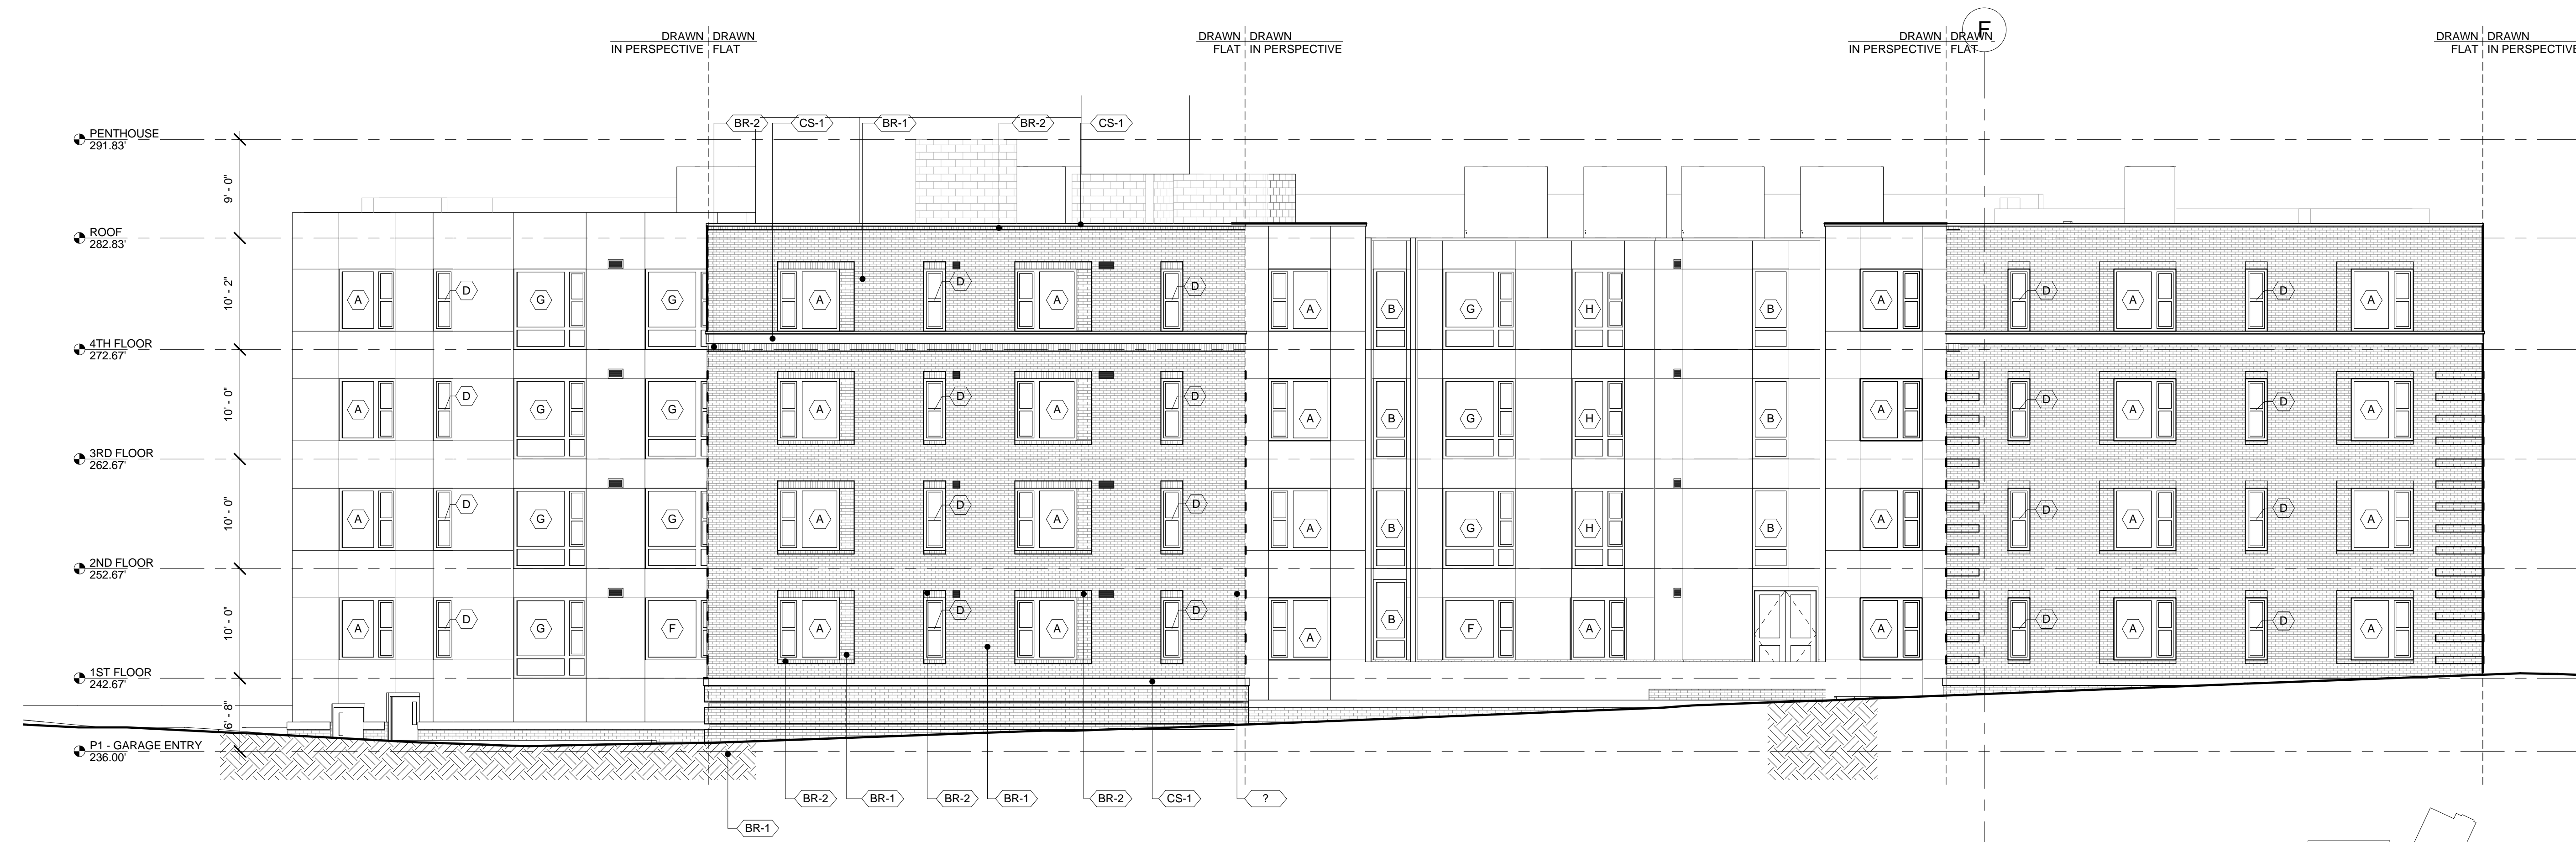 DRAWN DRAWN
IN PERSPECTIVE FLAT
DRAWN DRAWN
FLAT IN PERSPECTIVE
DRAWN DRAWN
IN PERSPECTIVE FLAT
F
DRAWN DRAWN
FLAT IN PERSPECTIVE
BR-2 CS-1 BR-1 BR-2 CS-1
PENTHOUSE
291.83'
9' - 0"
ROOF
282.83'
10' - 2"
A D G G A D A D A B G H B A D A D A
4TH FLOOR
272.67'
10' - 0"
A D G G A D A D A B G H B A D A D A
3RD FLOOR
262.67'
10' - 0"
A D G G A D A D A B G H B A D A D A
2ND FLOOR
252.67'
10' - 0"
A D G F A D A D A B F A A D A D A
1ST FLOOR
242.67'
6' - 8"
P1 - GARAGE ENTRY
236.00'
BR-2 BR-1 BR-2 BR-1 BR-2 CS-1 ?
BR-1